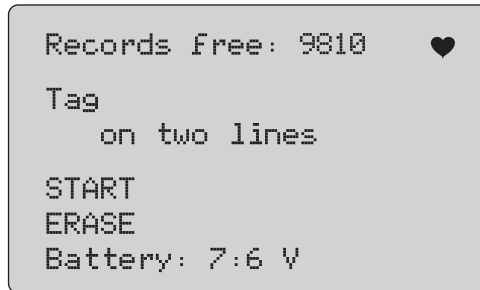 Records free: 9810 ♥
Tag
on two lines
START
ERASE
Battery: 7:6 V